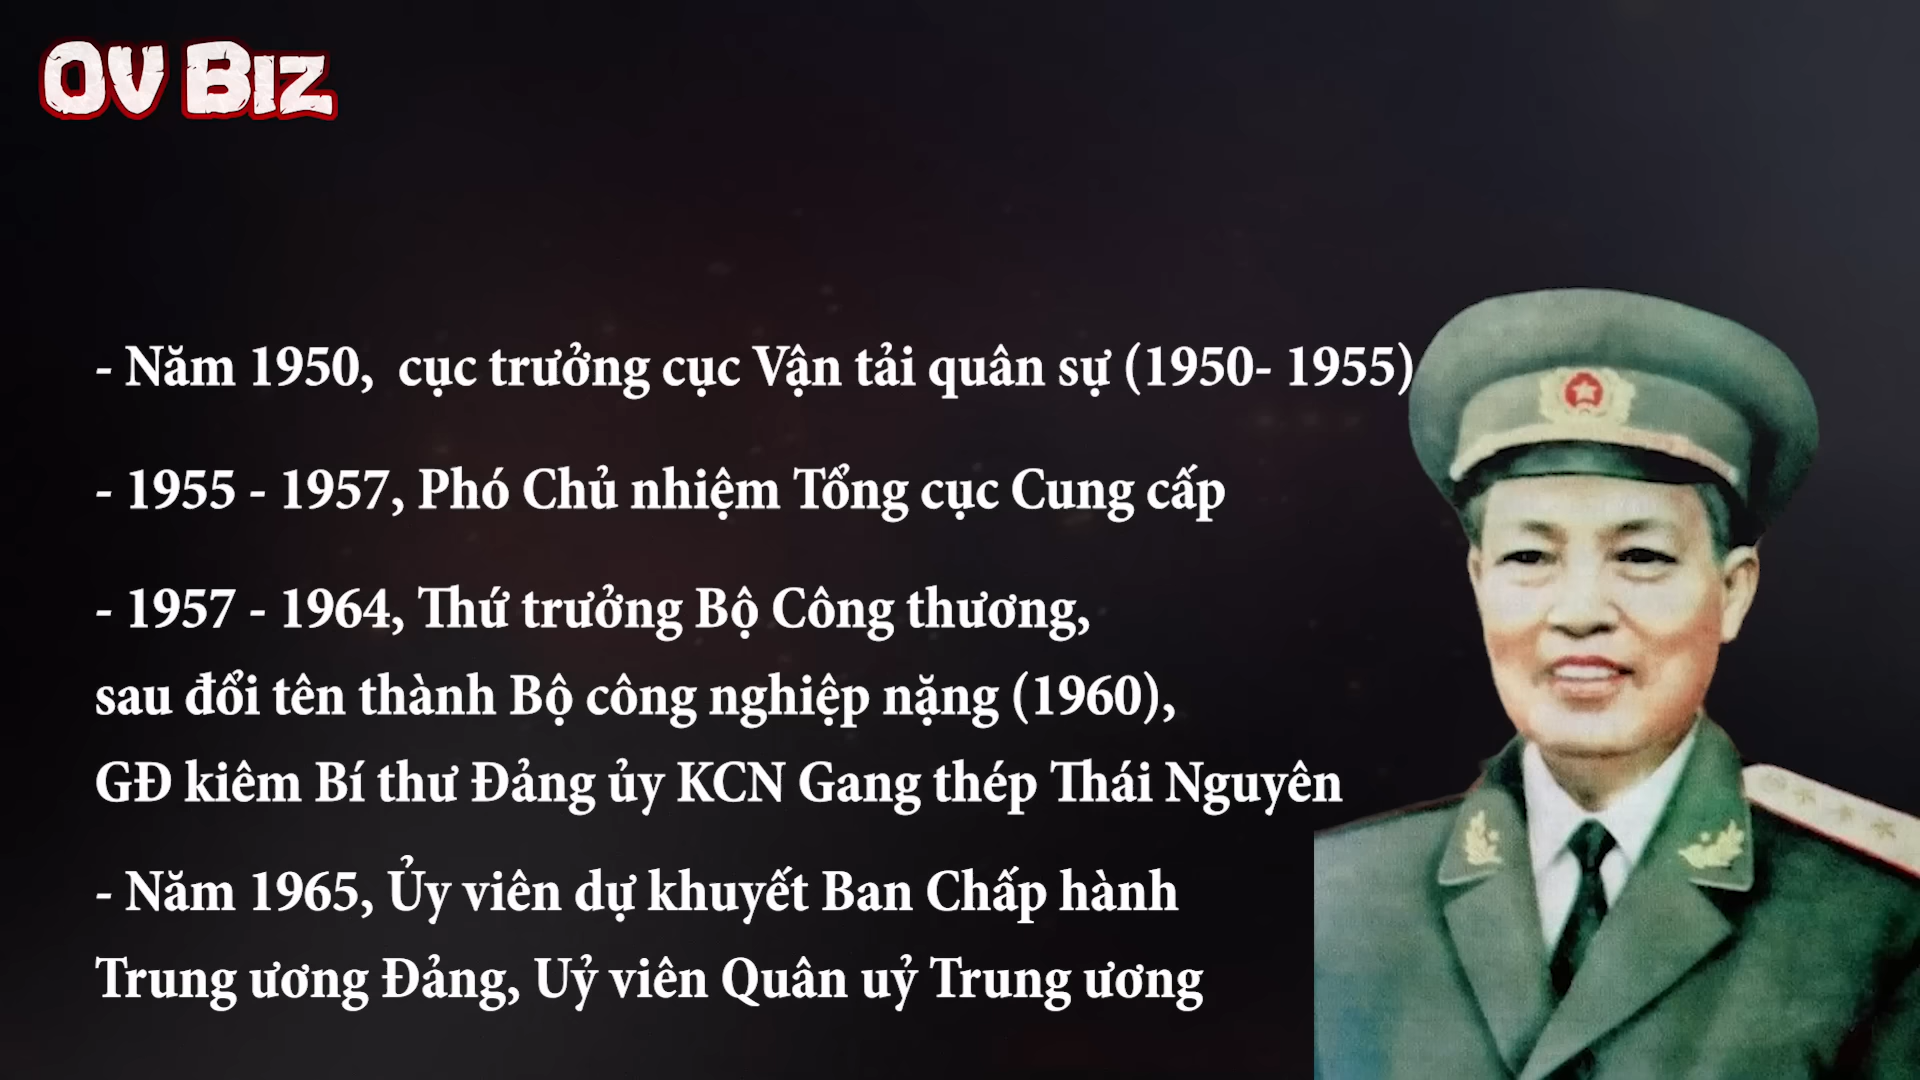 OV BIZ
- Năm 1950, cục trưởng cục Vận tải quân sự (1950- 1955)
- 1955 - 1957, Phó Chủ nhiệm Tổng cục Cung cấp
- 1957 - 1964, Thứ trưởng Bộ Công thương,
sau đổi tên thành Bộ công nghiệp nặng (1960),
GĐ kiêm Bí thư Đảng ủy KCN Gang thép Thái Nguyên
- Năm 1965, Ủy viên dự khuyết Ban Chấp hành
Trung ương Đảng, Uỷ viên Quân uỷ Trung ương